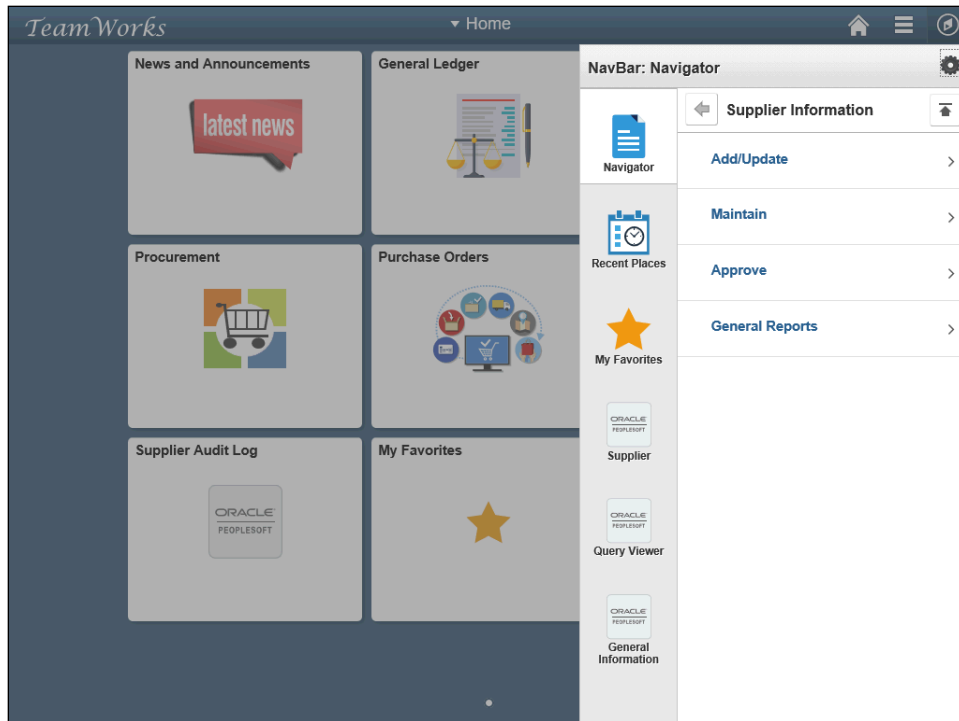 TeamWorks
Home
News and Announcements
latest news
General Ledger
Procurement
Purchase Orders
Supplier Audit Log
ORACLE
PEOPLESOFT
My Favorites
NavBar: Navigator
Navigator
Recent Places
My Favorites
ORACLE
PEOPLESOFT
Supplier
ORACLE
PEOPLESOFT
Query Viewer
ORACLE
PEOPLESOFT
General
Information
Supplier Information
Add/Update
Maintain
Approve
General Reports